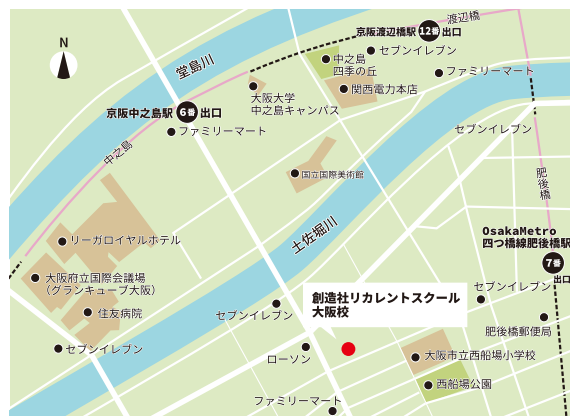 N
堂島川
京阪渡辺橋駅 12番 出口
渡辺橋
セブンイレブン
中之島
四季の丘
ファミリーマート
関西電力本店
大阪大学
中之島キャンパス
京阪中之島駅 6番 出口
ファミリーマート
セブンイレブン
中之島
国立国際美術館
肥後橋
土佐堀川
OsakaMetro
四つ橋線肥後橋駅
7番
出口
リーガロイヤルホテル
大阪府立国際会議場
（グランキューブ大阪）
住友病院
セブンイレブン
セブンイレブン
セブンイレブン
創造社リカレントスクール
大阪校
肥後橋郵便局
ローソン
大阪市立西船場小学校
西船場公園
ファミリーマート